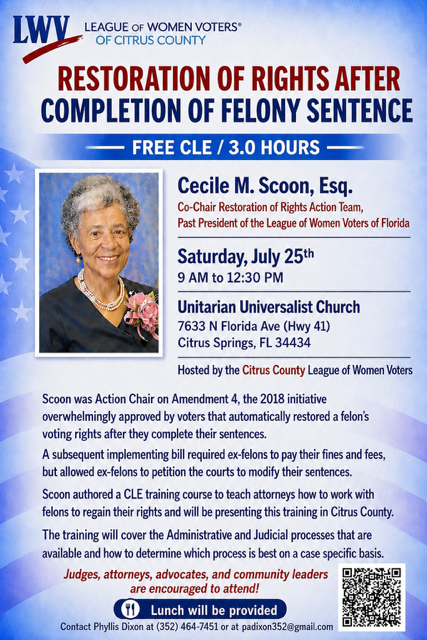 LWV LEAGUE OF WOMEN VOTERS®
OF CITRUS COUNTY
RESTORATION OF RIGHTS AFTER
COMPLETION OF FELONY SENTENCE
FREE CLE / 3.0 HOURS
Cecile M. Scoon, Esq.
Co-Chair Restoration of Rights Action Team,
Past President of the League of Women Voters of Florida
Saturday, July 25th
9 AM to 12:30 PM
Unitarian Universalist Church
7633 N Florida Ave (Hwy 41)
Citrus Springs, FL 34434
Hosted by the Citrus County League of Women Voters
Scoon was Action Chair on Amendment 4, the 2018 initiative
overwhelmingly approved by voters that automatically restored a felon's
voting rights after they complete their sentences.
A subsequent implementing bill required ex-felons to pay their fines and fees,
but allowed ex-felons to petition the courts to modify their sentences.
Scoon authored a CLE training course to teach attorneys how to work with
felons to regain their rights and will be presenting this training in Citrus County.
The training will cover the Administrative and Judicial processes that are
available and how to determine which process is best on a case specific basis.
Judges, attorneys, advocates, and community leaders
are encouraged to attend!
Lunch will be provided
Contact Phyllis Dixon at (352) 464-7451 or at padixon352@gmail.com